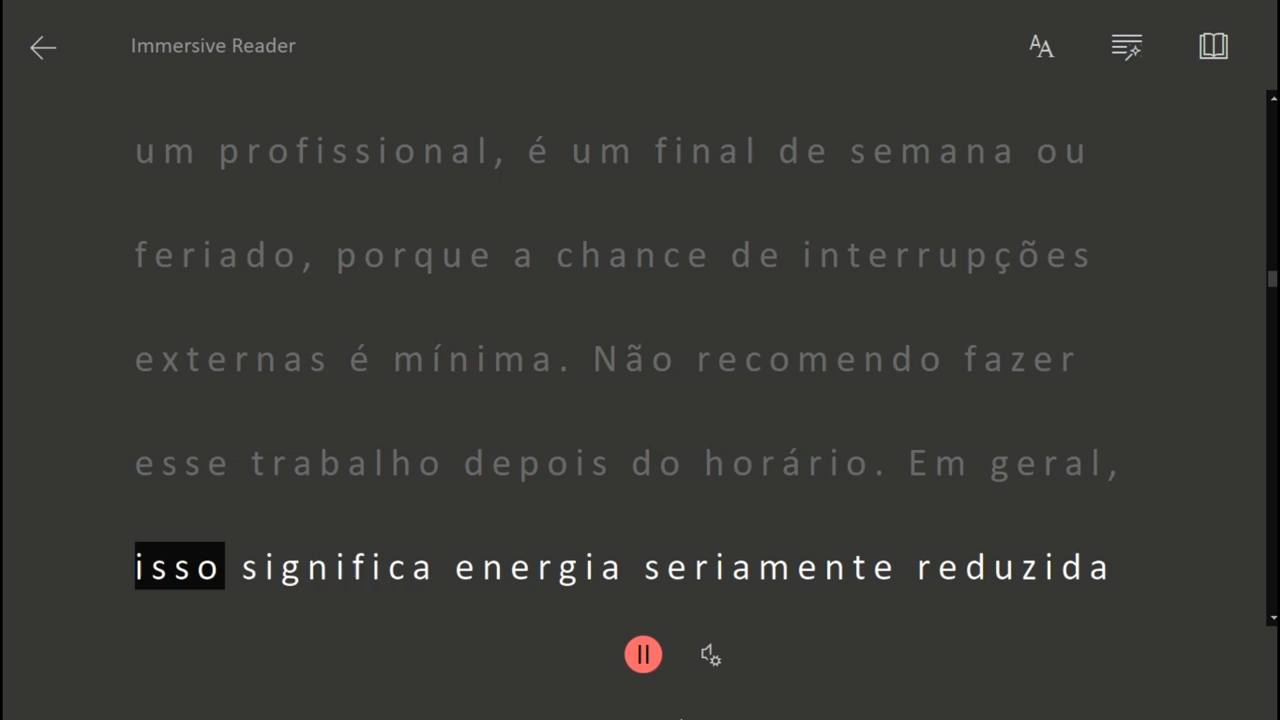 Immersive Reader
um profissional, é um final de semana ou
feriado, porque a chance de interrupções
externas é mínima. Não recomendo fazer
esse trabalho depois do horário. Em geral,
isso significa energia seriamente reduzida